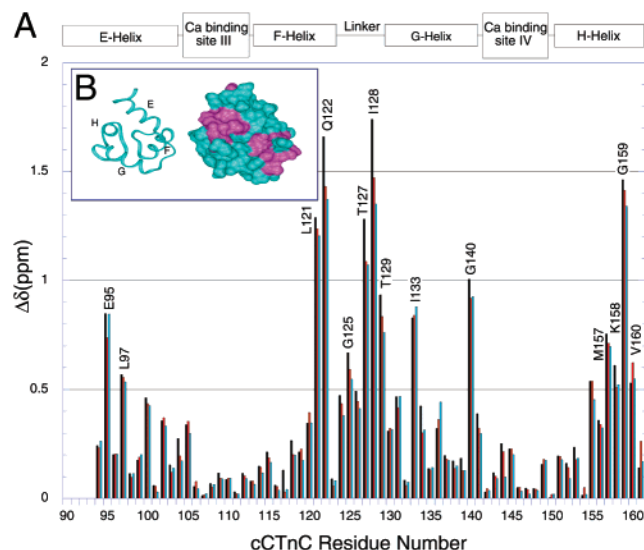 A
E-Helix
Ca binding
site III
F-Helix
Linker
G-Helix
Ca binding
site IV
H-Helix
2
1.5
1
0.5
0
Δδ(ppm)
B
E
H
F
G
E95
L97
L121
Q122
G125
T127
I128
T129
I133
G140
M157
K158
G159
V160
90 95 100 105 110 115 120 125 130 135 140 145 150 155 160
cCTnC Residue Number